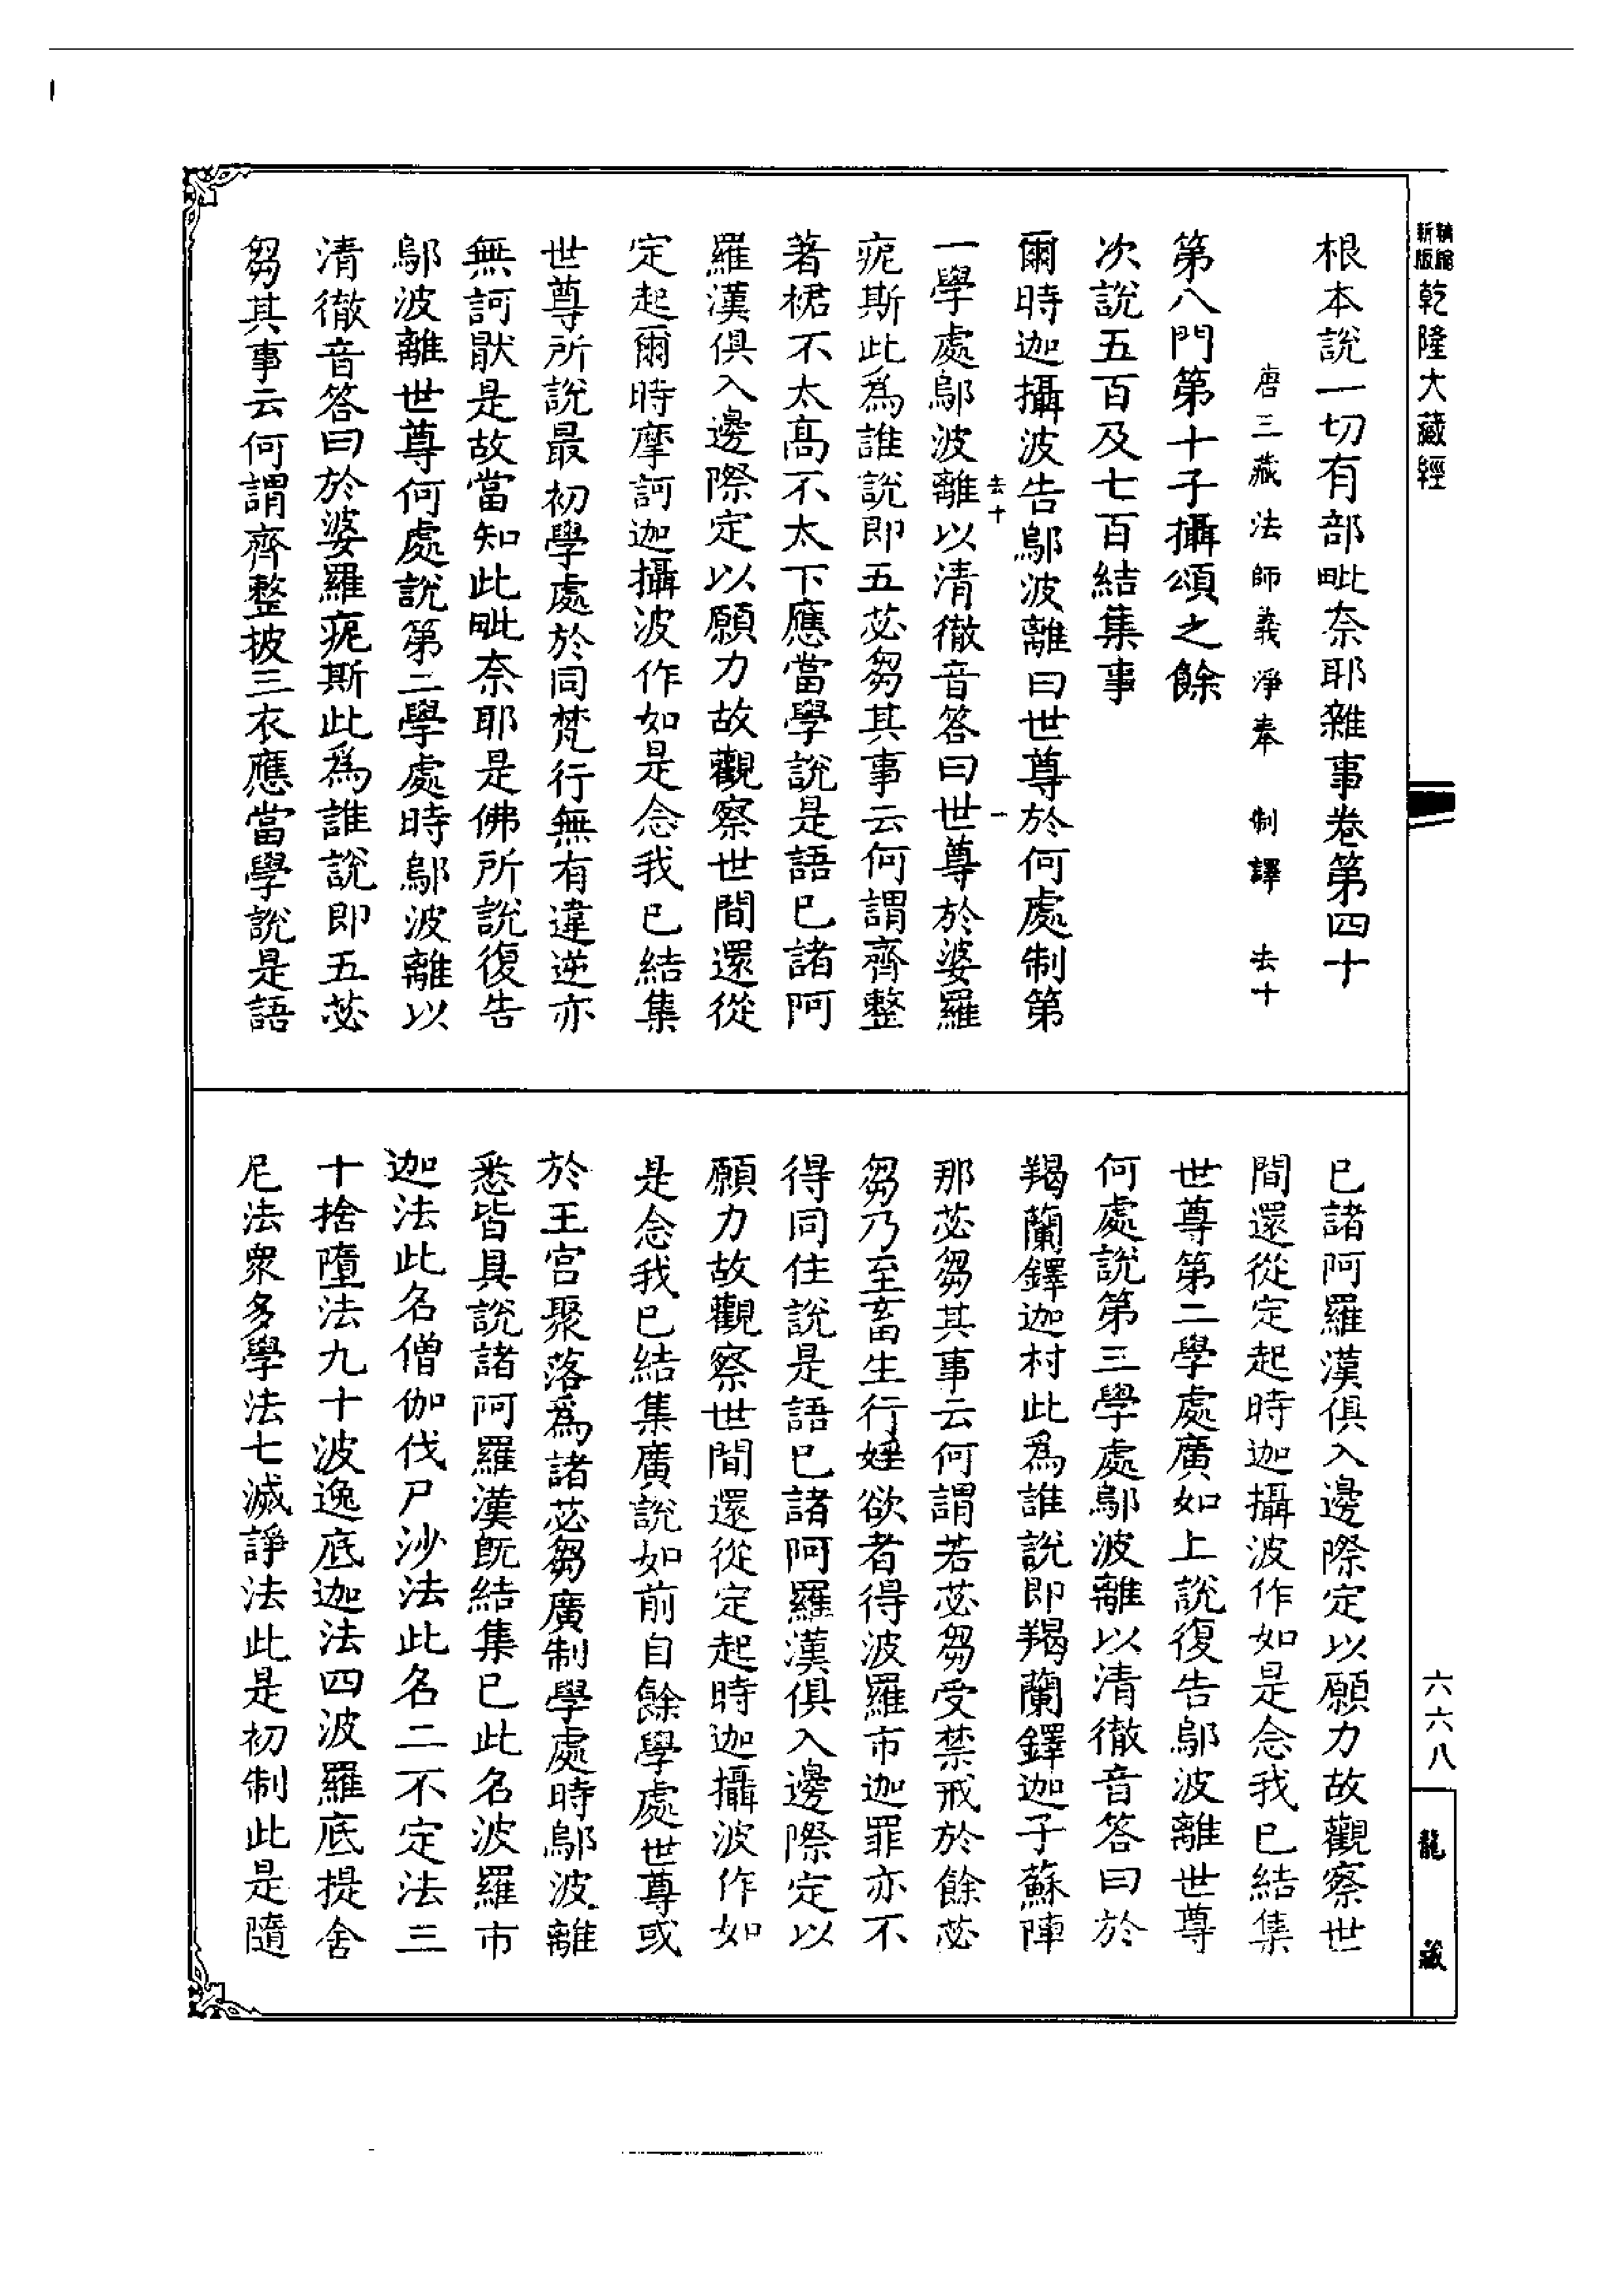 新版
精縮
乾隆大藏經
六六八
龍藏
根本說一切有部毗奈耶雜事卷第四十
唐三藏法師義淨奉 制譯 去十
第八門第十子攝頌之餘
次說五百及七百結集事
爾時迦攝波告鄔波離曰世尊於何處制第
去十 一
一學處鄔波離以清徹音答曰世尊於婆羅
痆斯此為誰說即五苾芻其事云何謂齊整
著裙不太高不太下應當學說是語已諸阿
羅漢俱入邊際定以願力故觀察世間還從
定起爾時摩訶迦攝波作如是念我已結集
世尊所說最初學處於同梵行無有違逆亦
無訶厭是故當知此毗奈耶是佛所說復告
鄔波離世尊何處說第二學處時鄔波離以
清徹音答曰於婆羅痆斯此為誰說即五苾
芻其事云何謂齊整披三衣應當學說是語
已諸阿羅漢俱入邊際定以願力故觀察世
間還從定起時迦攝波作如是念我已結集
世尊第二學處廣如上說復告鄔波離世尊
何處說第三學處鄔波離以清徹音答曰於
羯蘭鐸迦村此為誰說即羯蘭鐸迦子蘇陣
那苾芻其事云何謂若苾芻受禁戒於餘苾
芻乃至畜生行婬欲者得波羅市迦罪亦不
得同住說是語已諸阿羅漢俱入邊際定以
願力故觀察世間還從定起時迦攝波作如
是念我已結集廣說如前自餘學處世尊或
於王宮聚落為諸苾芻廣制學處時鄔波離
悉皆具說諸阿羅漢既結集已此名波羅市
迦法此名僧伽伐尸沙法此名二不定法三
十捨墮法九十波逸底迦法四波羅底提舍
尼法眾多學法七滅諍法此是初制此是隨